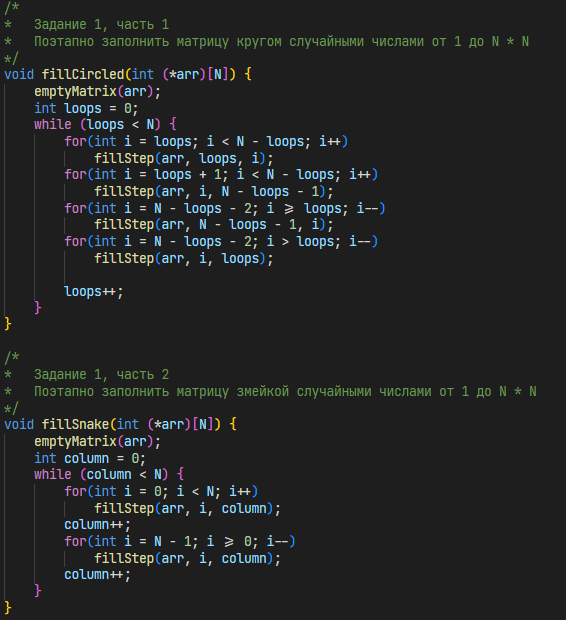 /*
*   Задание 1, часть 1
*   Поэтапно заполнить матрицу кругом случайными числами от 1 до N * N
*/
void fillCircled(int (*arr)[N]) {
    emptyMatrix(arr);
    int loops = 0;
    while (loops < N) {
        for(int i = loops; i < N - loops; i++)
            fillStep(arr, loops, i);
        for(int i = loops + 1; i < N - loops; i++)
            fillStep(arr, i, N - loops - 1);
        for(int i = N - loops - 2; i ⩾ loops; i--)
            fillStep(arr, N - loops - 1, i);
        for(int i = N - loops - 2; i > loops; i--)
            fillStep(arr, i, loops);

        loops++;
    }
}

/*
*   Задание 1, часть 2
*   Поэтапно заполнить матрицу змейкой случайными числами от 1 до N * N
*/
void fillSnake(int (*arr)[N]) {
    emptyMatrix(arr);
    int column = 0;
    while (column < N) {
        for(int i = 0; i < N; i++)
            fillStep(arr, i, column);
        column++;
        for(int i = N - 1; i ⩾ 0; i--)
            fillStep(arr, i, column);
        column++;
    }
}